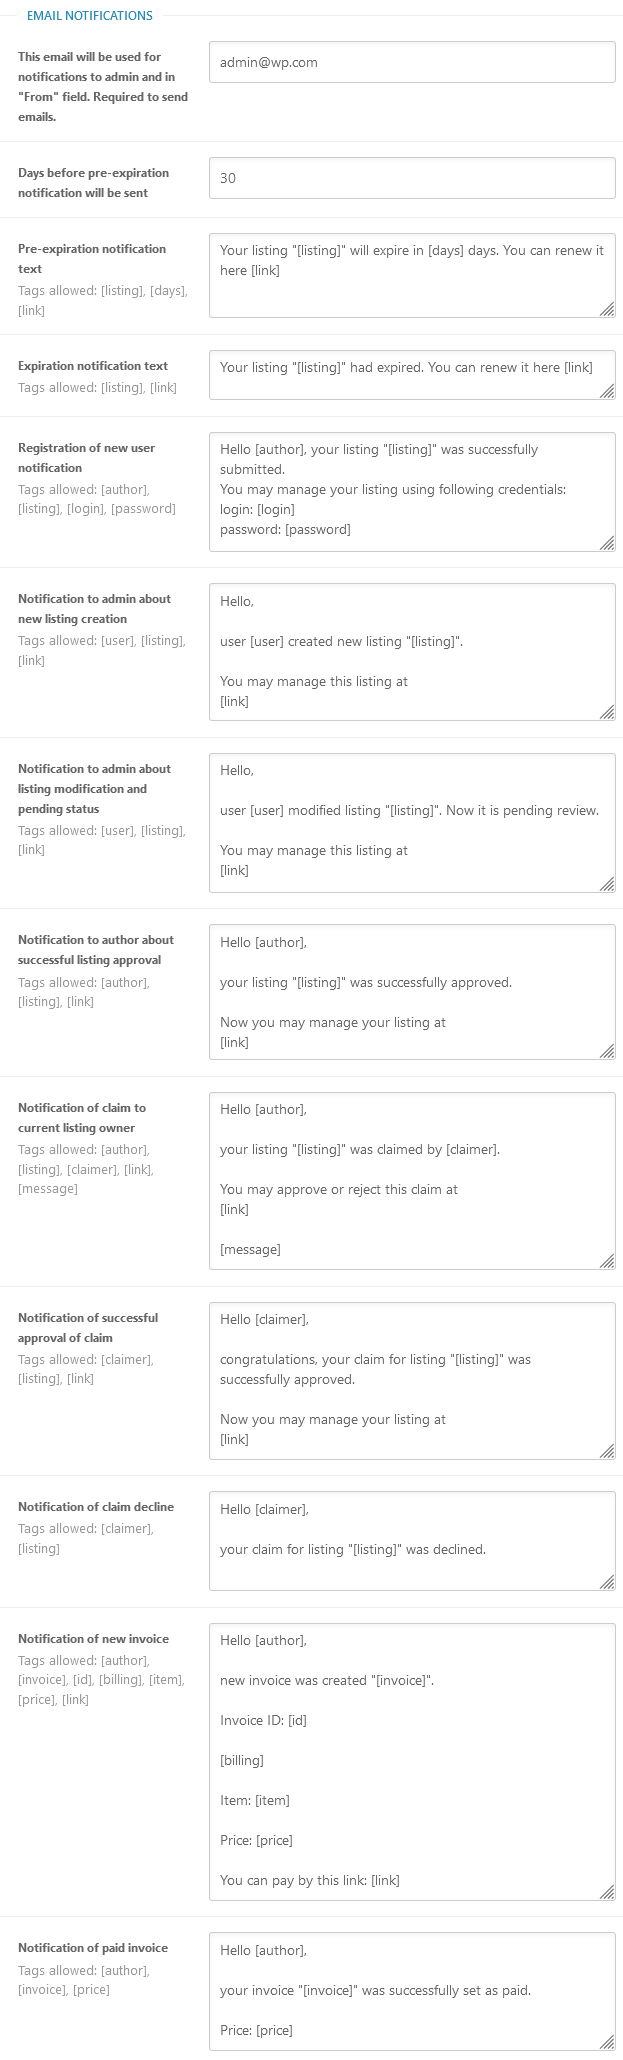 EMAIL NOTIFICATIONS
This email will be used for
notifications to admin and in
"From" field. Required to send
emails.
admin@wp.com
Days before pre-expiration
notification will be sent
30
Pre-expiration notification
text
Tags allowed: [listing], [days],
[link]
Your listing "[listing]" will expire in [days] days. You can renew it
here [link]
Expiration notification text
Tags allowed: [listing], [link]
Your listing "[listing]" had expired. You can renew it here [link]
Registration of new user
notification
Tags allowed: [author],
[listing], [login], [password]
Hello [author], your listing "[listing]" was successfully
submitted.
You may manage your listing using following credentials:
login: [login]
password: [password]
Notification to admin about
new listing creation
Tags allowed: [user], [listing],
[link]
Hello,
user [user] created new listing "[listing]".
You may manage this listing at
[link]
Notification to admin about
listing modification and
pending status
Tags allowed: [user], [listing],
[link]
Hello,
user [user] modified listing "[listing]". Now it is pending review.
You may manage this listing at
[link]
Notification to author about
successful listing approval
Tags allowed: [author],
[listing], [link]
Hello [author],
your listing "[listing]" was successfully approved.
Now you may manage your listing at
[link]
Notification of claim to
current listing owner
Tags allowed: [author],
[listing], [claimer], [link],
[message]
Hello [author],
your listing "[listing]" was claimed by [claimer].
You may approve or reject this claim at
[link]
[message]
Notification of successful
approval of claim
Tags allowed: [claimer],
[listing], [link]
Hello [claimer],
congratulations, your claim for listing "[listing]" was
successfully approved.
Now you may manage your listing at
[link]
Notification of claim decline
Tags allowed: [claimer],
[listing]
Hello [claimer],
your claim for listing "[listing]" was declined.
Notification of new invoice
Tags allowed: [author],
[invoice], [id], [billing], [item],
[price], [link]
Hello [author],
new invoice was created "[invoice]".
Invoice ID: [id]
[billing]
Item: [item]
Price: [price]
You can pay by this link: [link]
Notification of paid invoice
Tags allowed: [author],
[invoice], [price]
Hello [author],
your invoice "[invoice]" was successfully set as paid.
Price: [price]